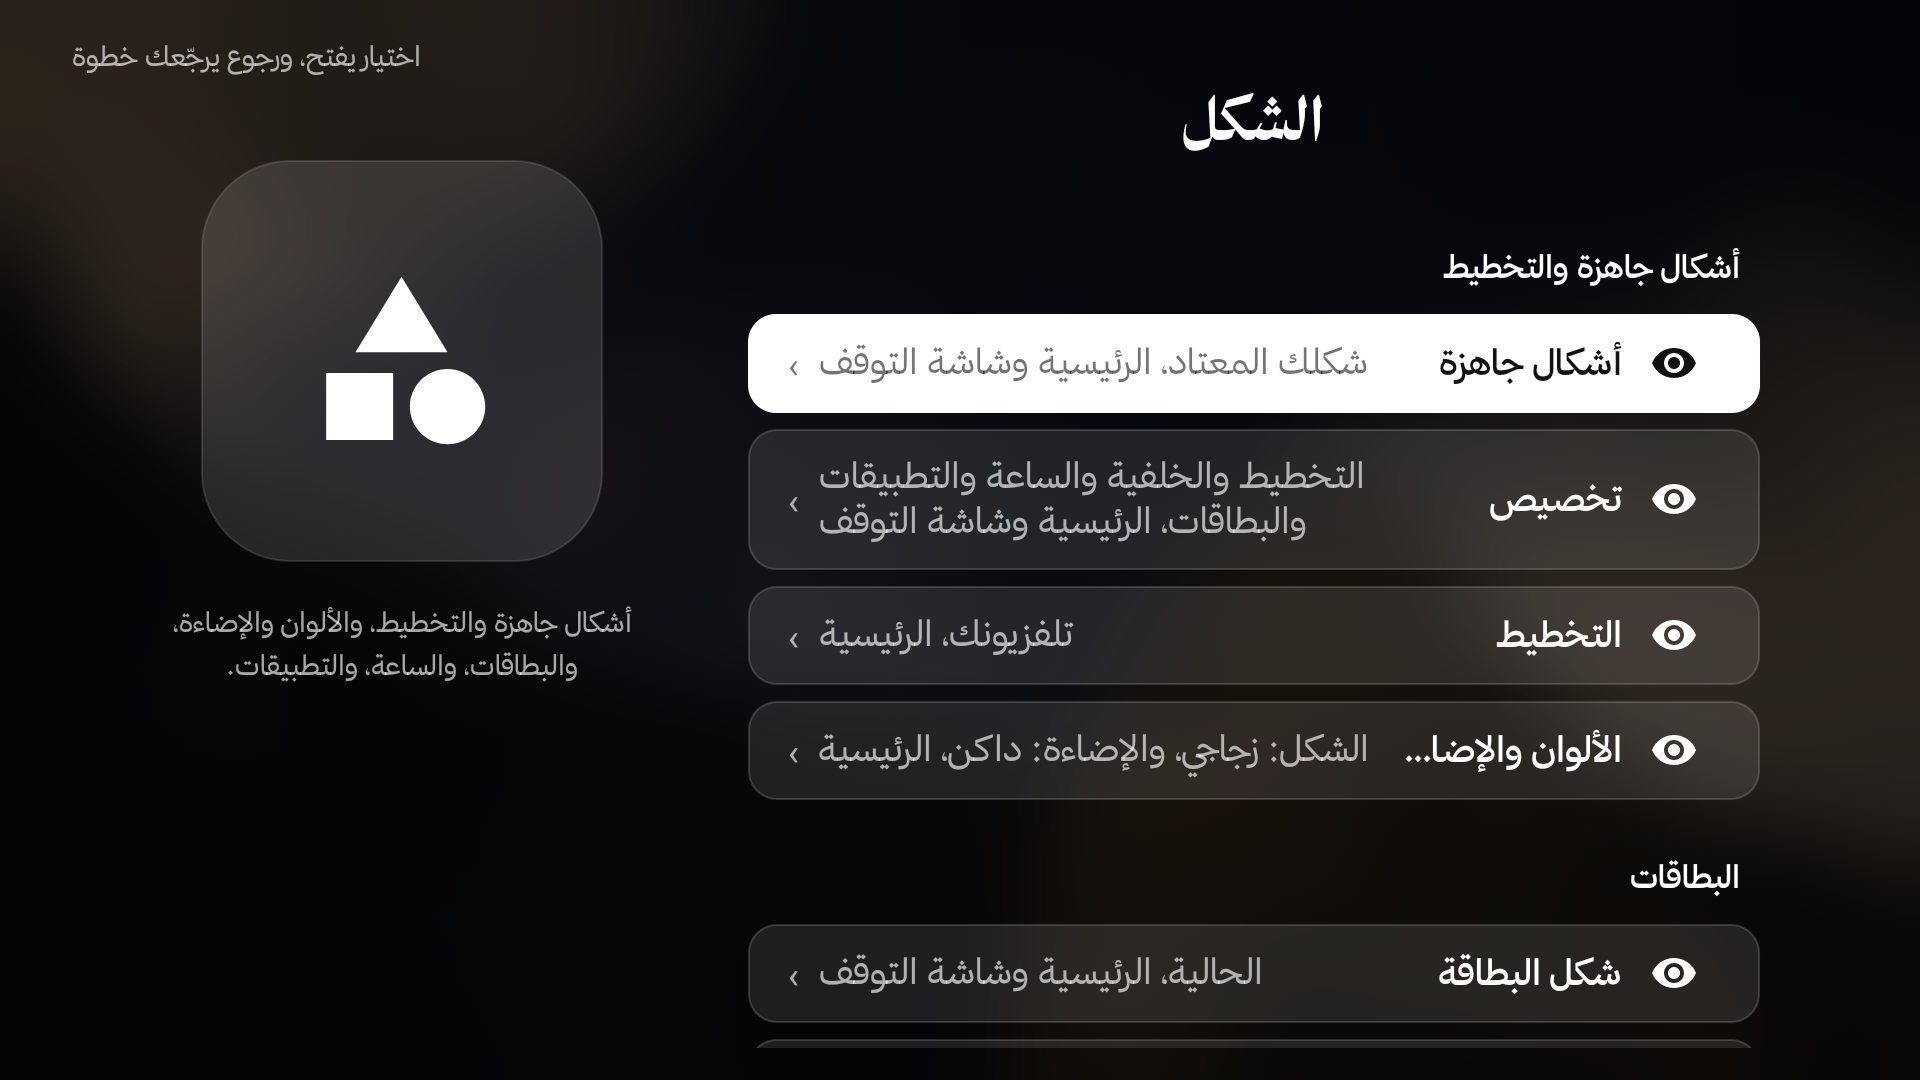 اختيار يفتح، ورجوع يرجّعك خطوة
الشكل
أشكال جاهزة والتخطيط
أشكال جاهزة
شكلك المعتاد، الرئيسية وشاشة التوقف
تخصيص
التخطيط والخلفية والساعة والتطبيقات
والبطاقات، الرئيسية وشاشة التوقف
التخطيط
تلفزيونك، الرئيسية
الألوان والإضا...
الشكل: زجاجي، والإضاءة: داكن، الرئيسية
البطاقات
شكل البطاقة
الحالية، الرئيسية وشاشة التوقف
أشكال جاهزة والتخطيط، والألوان والإضاءة،
والبطاقات، والساعة، والتطبيقات.